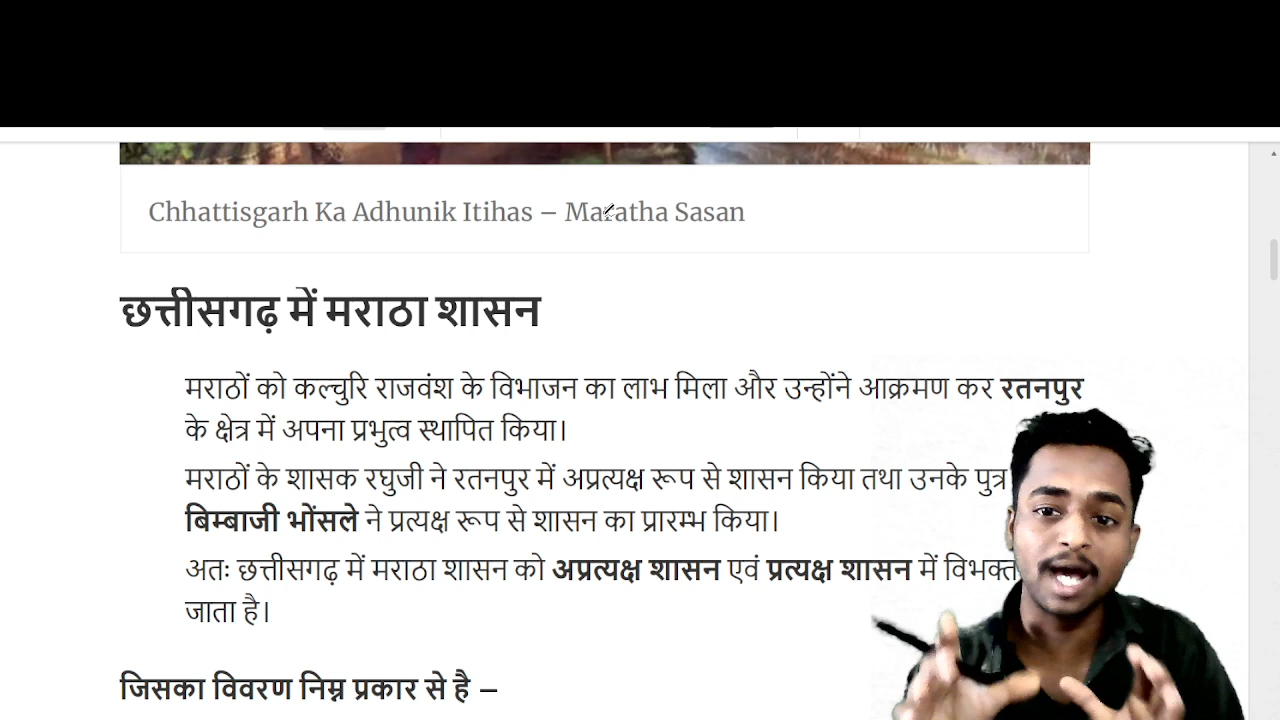 Chhattisgarh Ka Adhunik Itihas – Maratha Sasan
छत्तीसगढ़ में मराठा शासन
मराठों को कल्चुरि राजवंश के विभाजन का लाभ मिला और उन्होंने आक्रमण कर रतनपुर
के क्षेत्र में अपना प्रभुत्व स्थापित किया।
मराठों के शासक रघुजी ने रतनपुर में अप्रत्यक्ष रूप से शासन किया तथा उनके पुत्र
बिम्बाजी भोंसले ने प्रत्यक्ष रूप से शासन का प्रारम्भ किया।
अतः छत्तीसगढ़ में मराठा शासन को अप्रत्यक्ष शासन एवं प्रत्यक्ष शासन में विभक्त
जाता है।
जिसका विवरण निम्न प्रकार से है –